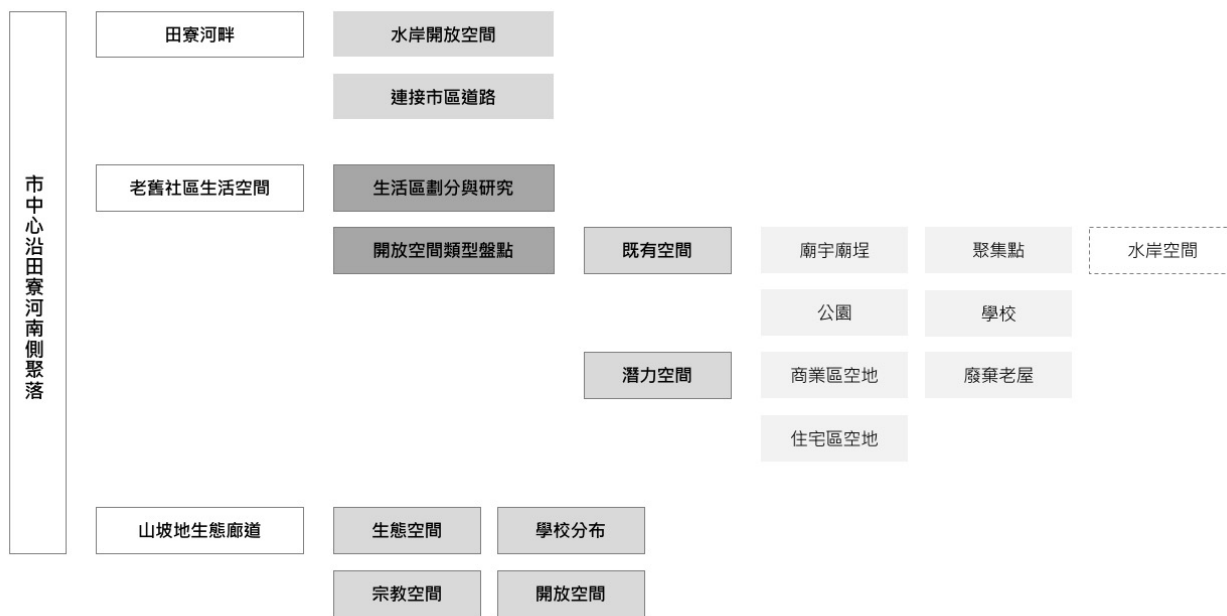 市中心沿田寮河南側聚落
田寮河畔
水岸開放空間
連接市區道路
老舊社區生活空間
生活區劃分與研究
開放空間類型盤點
既有空間
廟宇廟埕
聚集點
水岸空間
公園
學校
潛力空間
商業區空地
廢棄老屋
住宅區空地
山坡地生態廊道
生態空間
學校分布
宗教空間
開放空間